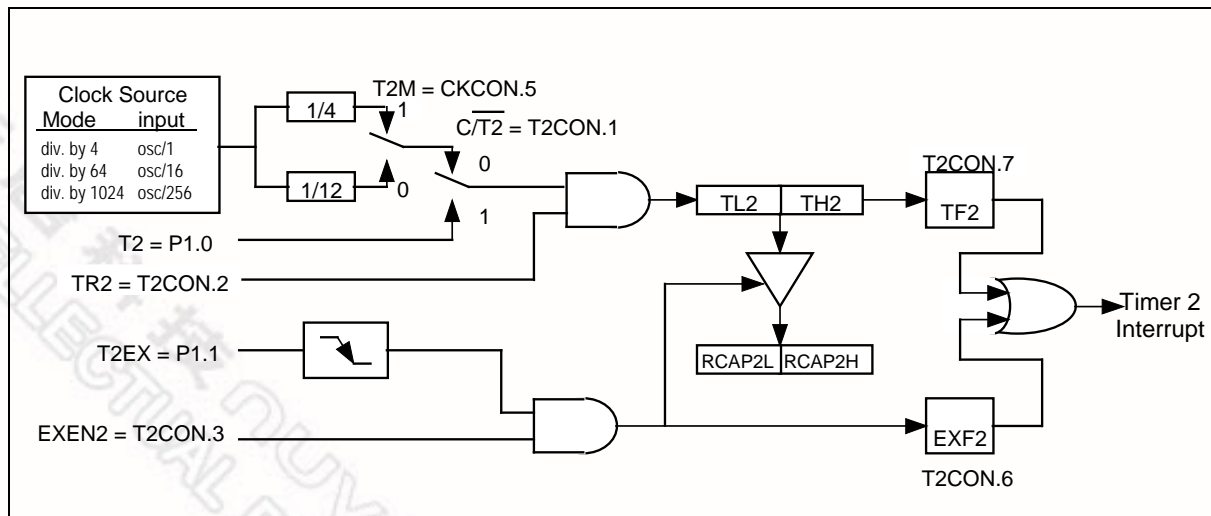 Clock Source
Mode input
div. by 4 osc/1
div. by 64 osc/16
div. by 1024 osc/256
1/4
1/12
T2M = CKCON.5
1
0
C/T2 = T2CON.1
0
1
T2 = P1.0
TR2 = T2CON.2
TL2 TH2
T2CON.7
TF2
T2EX = P1.1
EXEN2 = T2CON.3
RCAP2L RCAP2H
EXF2
T2CON.6
Timer 2
Interrupt